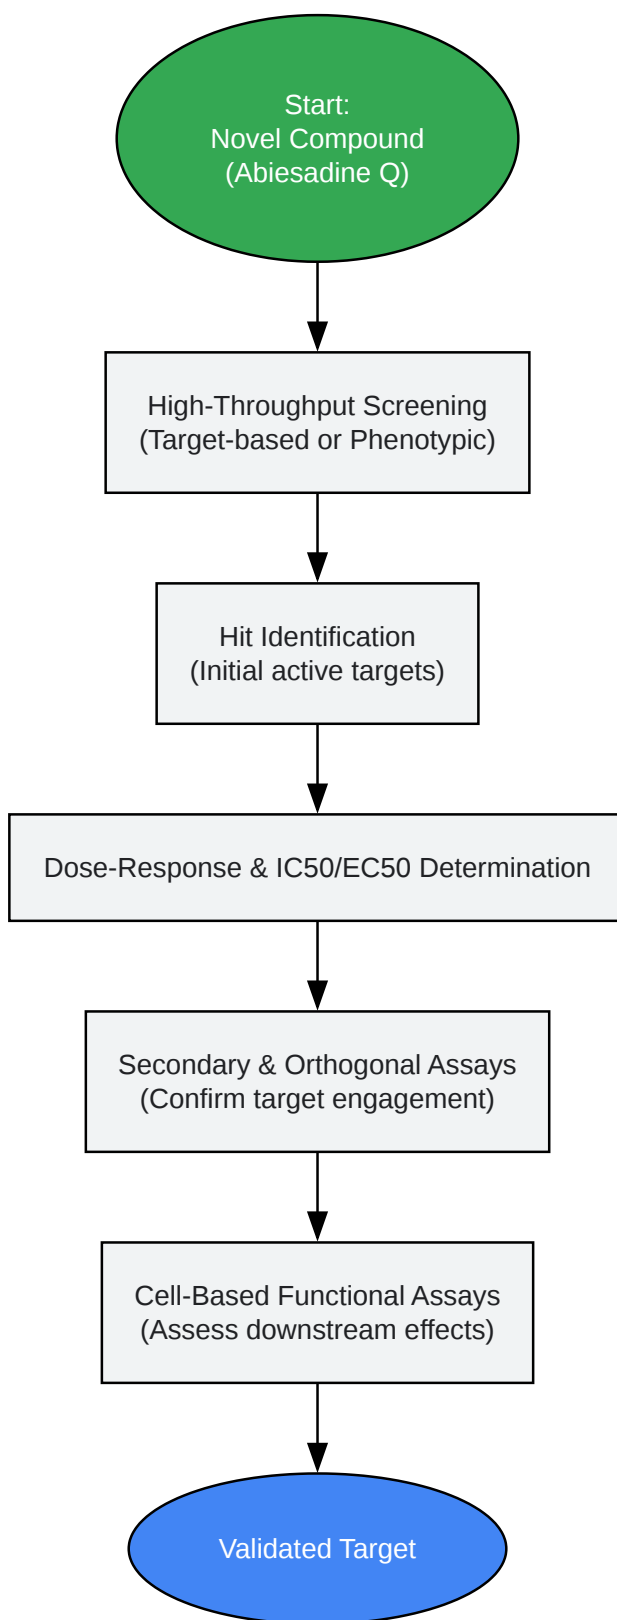 Start:
Novel Compound
(Abiesadine Q)
High-Throughput Screening
(Target-based or Phenotypic)
Hit Identification
(Initial active targets)
Dose-Response & IC50/EC50 Determination
Secondary & Orthogonal Assays
(Confirm target engagement)
Cell-Based Functional Assays
(Assess downstream effects)
Validated Target